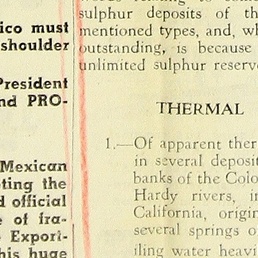 ico must
shoulder
President
nd PRO-
Mexican
ting the
d official
e of fra-
Export-
his huge
sulphur deposits of th
mentioned types, and, wh
outstanding, is because
unlimited sulphur reserv
THERMAL
1.—Of apparent ther
in several deposit
banks of the Colo
Hardy rivers, in
California, origin
several springs o
iling water heavi